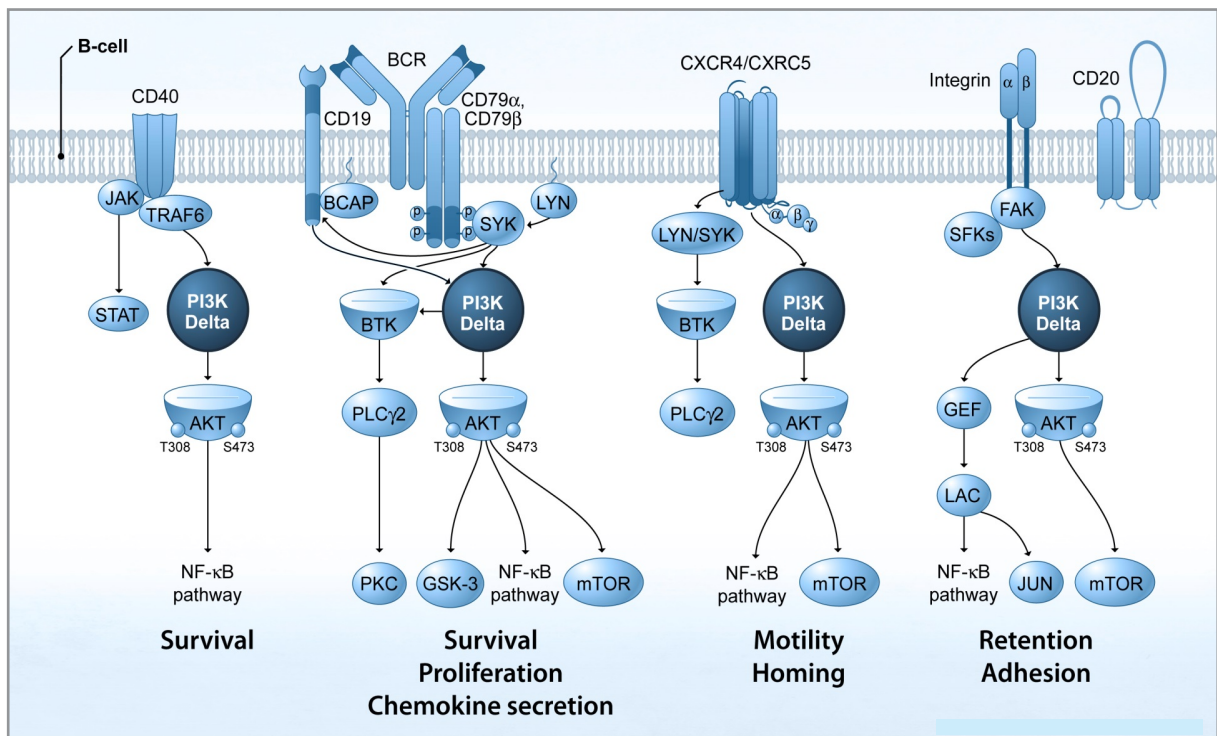 B-cell
CD40
JAK
TRAF6
STAT
PI3K
Delta
AKT
T308
S473
NF-κB
pathway
Survival
BCR
CD19
CD79α,
CD79β
BCAP
LYN
p
p
p
p
SYK
BTK
PI3K
Delta
PLCγ2
AKT
T308
S473
PKC
GSK-3
NF-κB
pathway
mTOR
Survival
Proliferation
Chemokine secretion
CXCR4/CXRC5
α
β
γ
LYN/SYK
BTK
PI3K
Delta
PLCγ2
AKT
T308
S473
NF-κB
pathway
mTOR
Motility
Homing
Integrin
α
β
CD20
FAK
SFKs
PI3K
Delta
GEF
AKT
T308
S473
LAC
NF-κB
pathway
JUN
mTOR
Retention
Adhesion